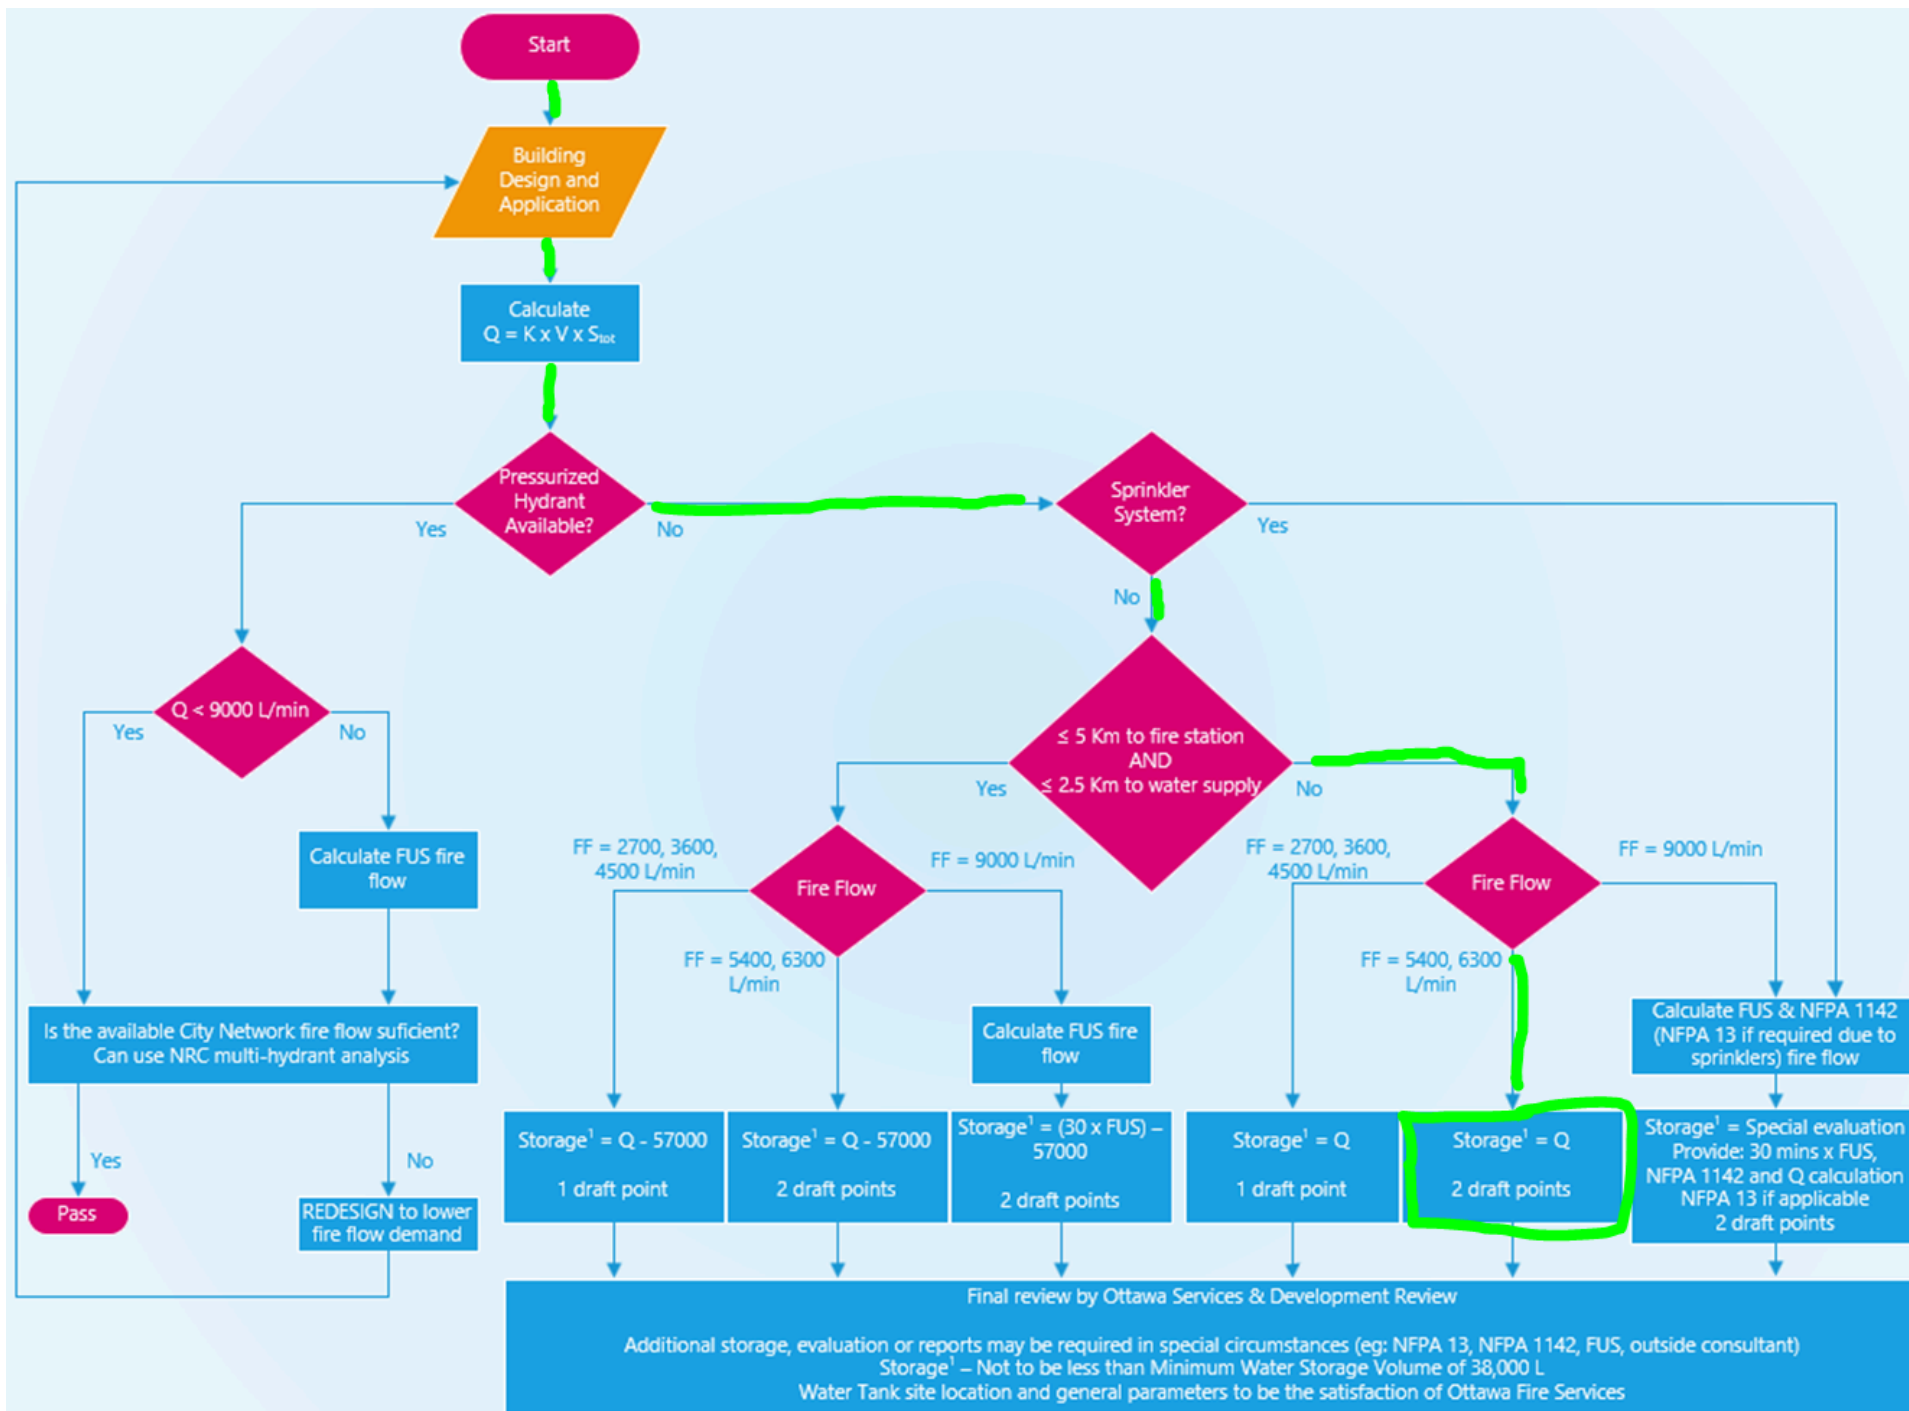 Start
Building
Design and
Application
Calculate
Q = K x V x Stot
Pressurized
Hydrant
Available?
Yes
No
Sprinkler
System?
Yes
No
Q < 9000 L/min
Yes
No
≤ 5 Km to fire station
AND
≤ 2.5 Km to water supply
Yes
No
Calculate FUS fire
flow
FF = 2700, 3600,
4500 L/min
Fire Flow
FF = 9000 L/min
FF = 5400, 6300
L/min
FF = 2700, 3600,
4500 L/min
Fire Flow
FF = 9000 L/min
FF = 5400, 6300
L/min
Is the available City Network fire flow suficient?
Can use NRC multi-hydrant analysis
Calculate FUS fire
flow
Calculate FUS & NFPA 1142
(NFPA 13 if required due to
sprinklers) fire flow
Yes
No
Pass
REDESIGN to lower
fire flow demand
Storage¹ = Q - 57000
1 draft point
Storage¹ = Q - 57000
2 draft points
Storage¹ = (30 x FUS) –
57000
2 draft points
Storage¹ = Q
1 draft point
Storage¹ = Q
2 draft points
Storage¹ = Special evaluation
Provide: 30 mins x FUS,
NFPA 1142 and Q calculation
NFPA 13 if applicable
2 draft points
Final review by Ottawa Services & Development Review
Additional storage, evaluation or reports may be required in special circumstances (eg: NFPA 13, NFPA 1142, FUS, outside consultant)
Storage¹ – Not to be less than Minimum Water Storage Volume of 38,000 L
Water Tank site location and general parameters to be the satisfaction of Ottawa Fire Services